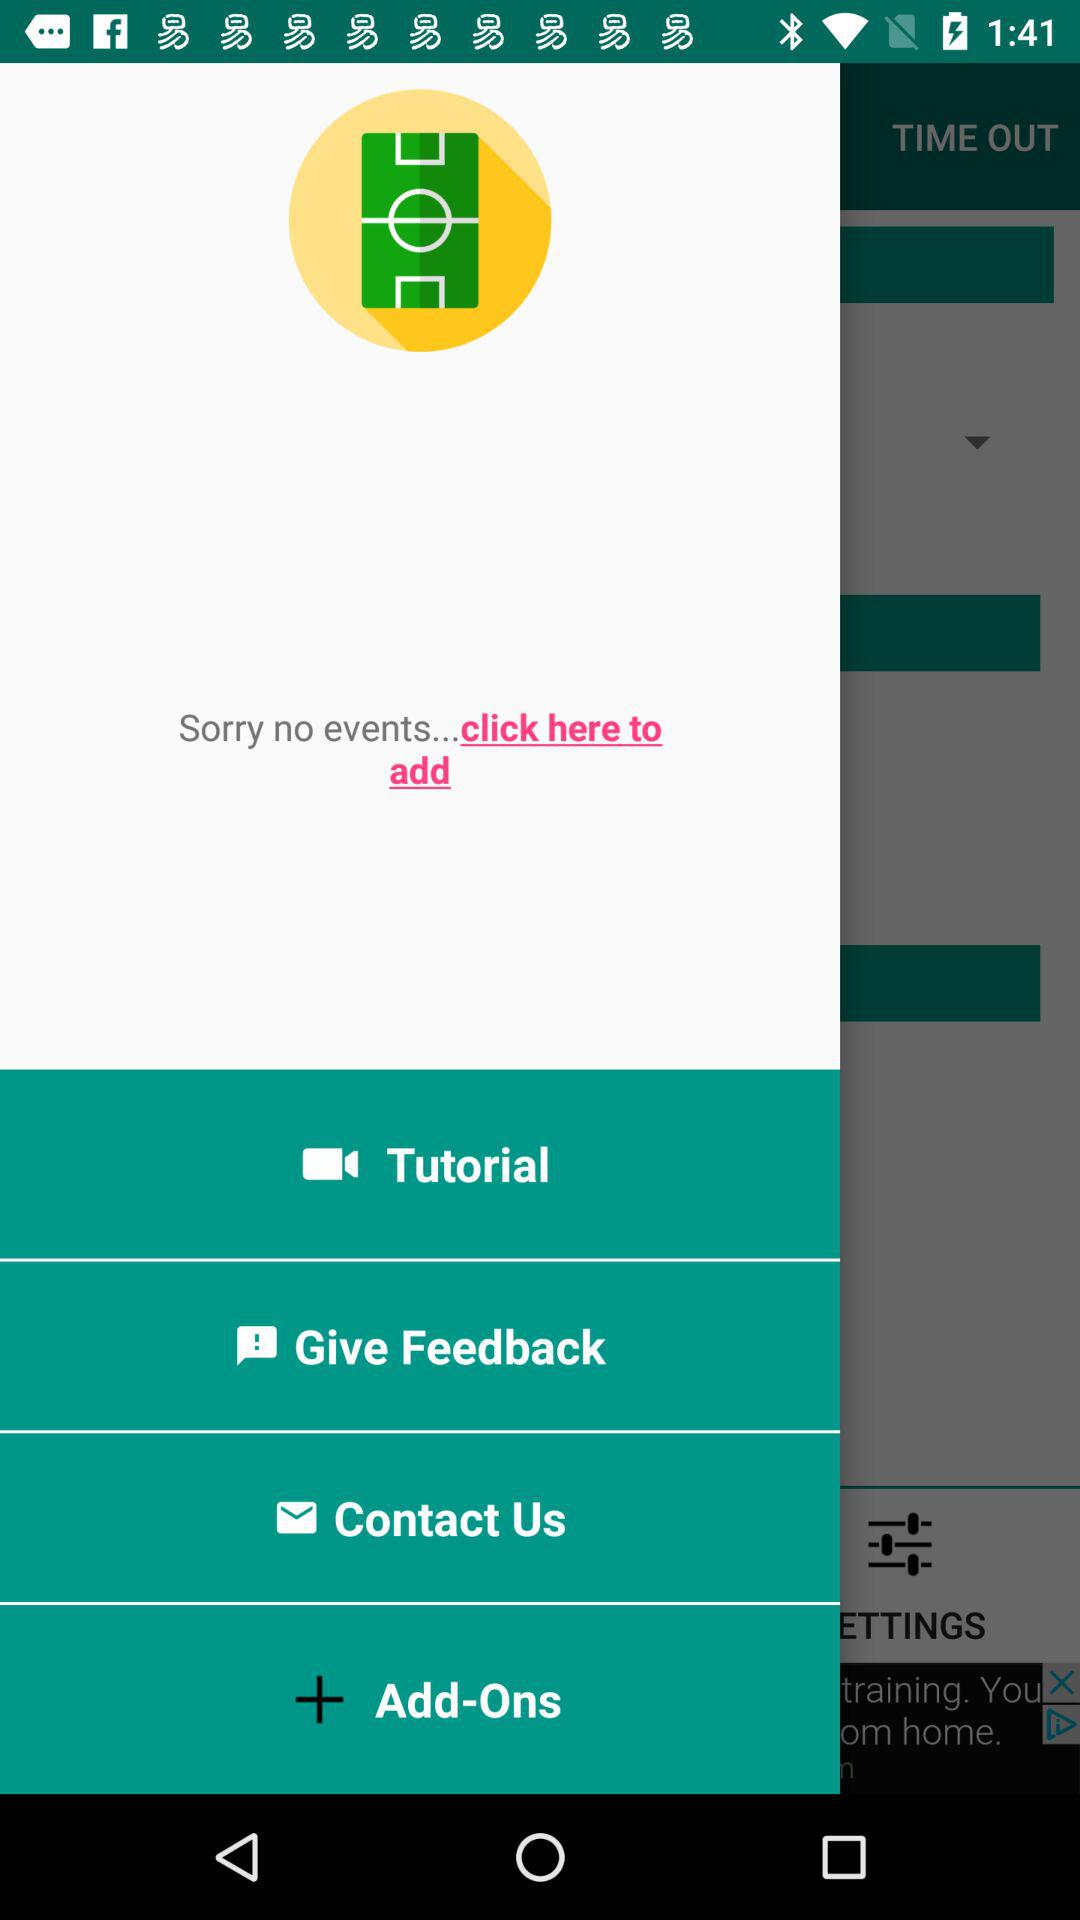 1:41
TIME OUT
Sorry no events...click here to
add
Tutorial
Give Feedback
Contact Us
Add-Ons
ETTINGS
training. You
om home.